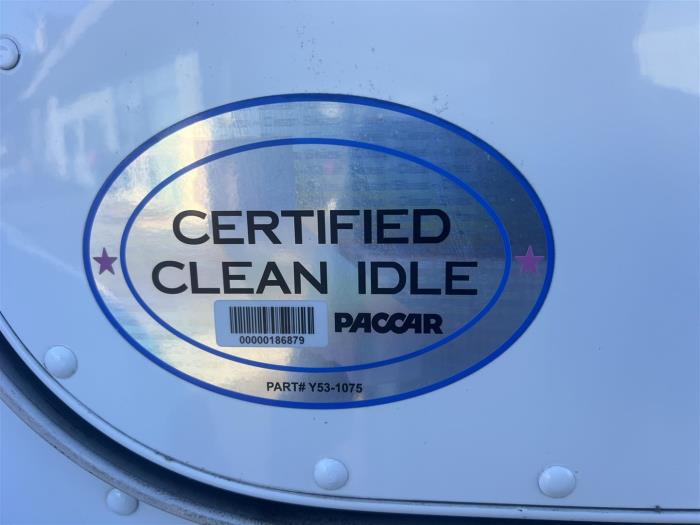 CERTIFIED
CLEAN IDLE
00000186879
PACCAR
PART# Y53-1075